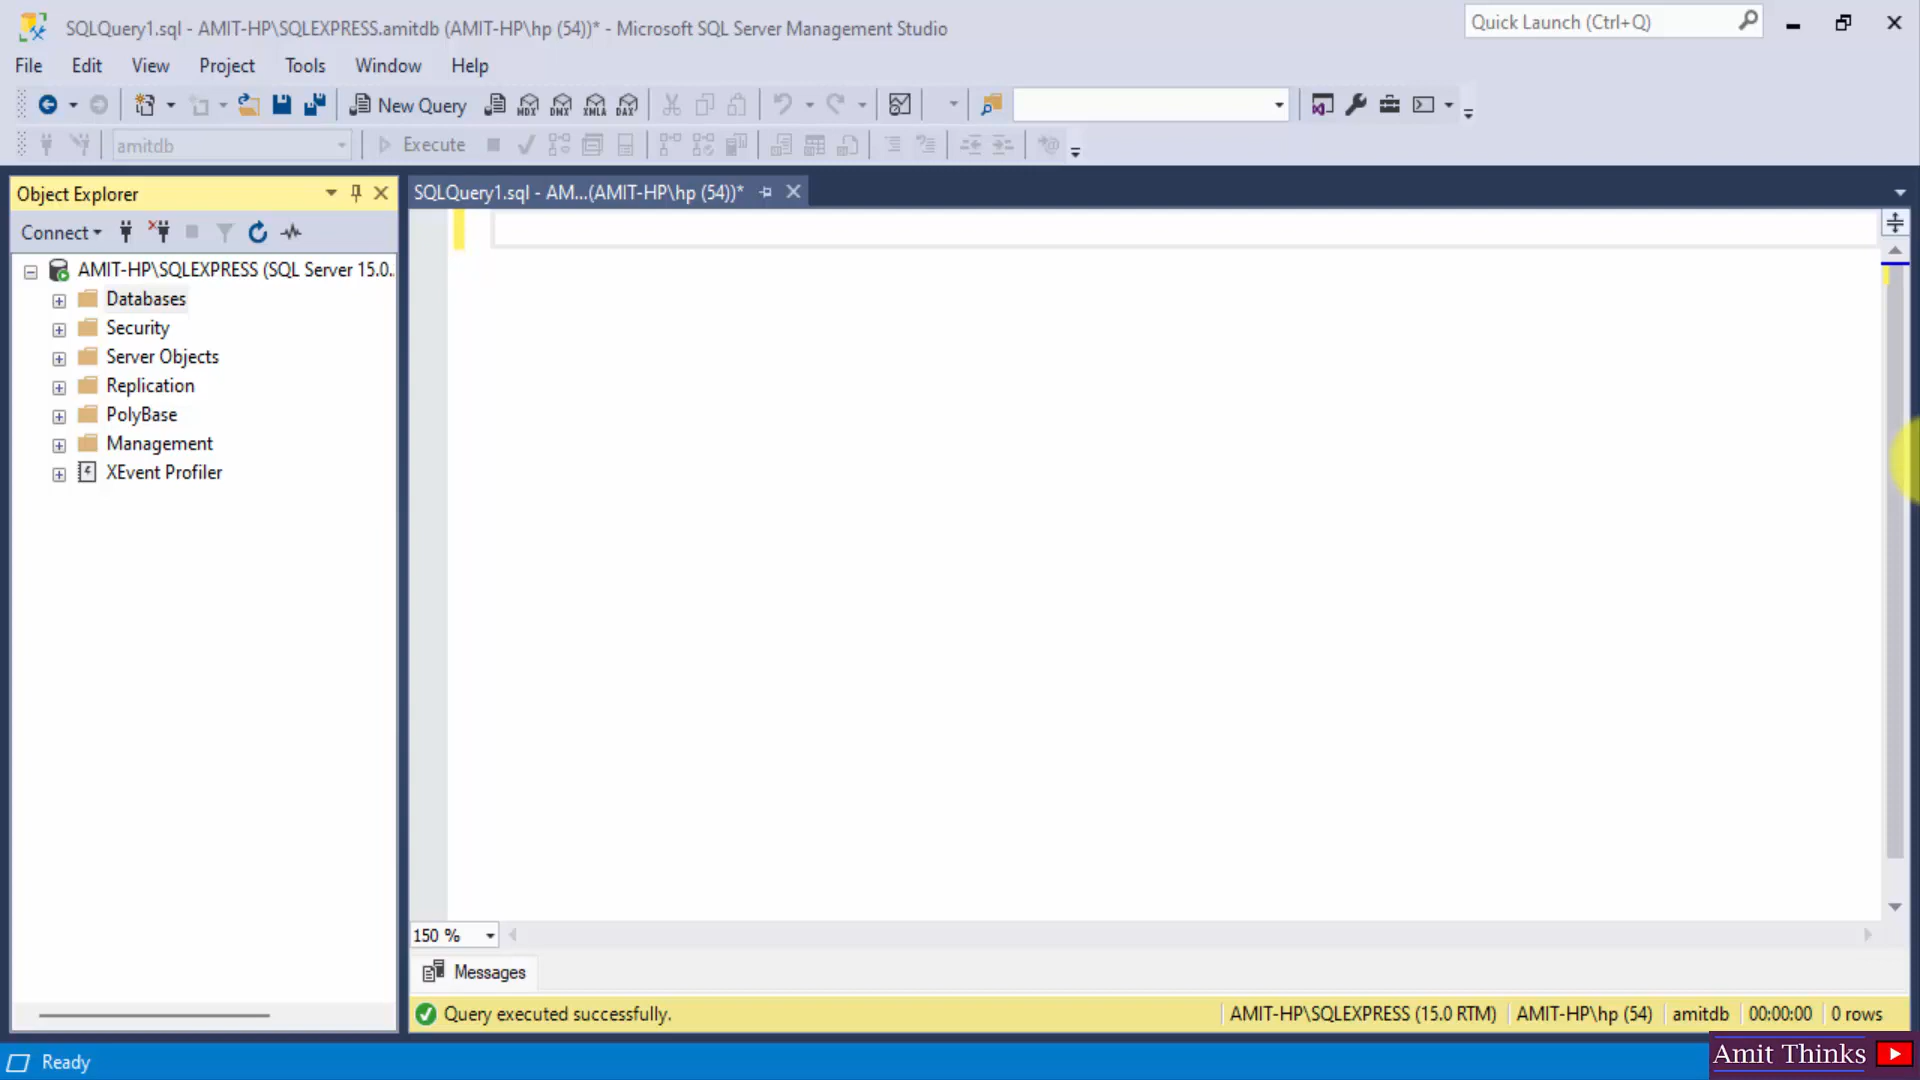 SQLQuery1.sql - AMIT-HP\SQLEXPRESS.amitdb (AMIT-HP\hp (54))* - Microsoft SQL Server Management Studio
Quick Launch (Ctrl+Q)
File Edit View Project Tools Window Help
New Query MDX DMX XMLA DAX
amitdb Execute
Object Explorer
SQLQuery1.sql - AM...(AMIT-HP\hp (54))*
Connect
AMIT-HP\SQLEXPRESS (SQL Server 15.0..
Databases
Security
Server Objects
Replication
PolyBase
Management
XEvent Profiler
150 %
Messages
Query executed successfully. AMIT-HP\SQLEXPRESS (15.0 RTM) AMIT-HP\hp (54) amitdb 00:00:00 0 rows
Ready
Amit Thinks